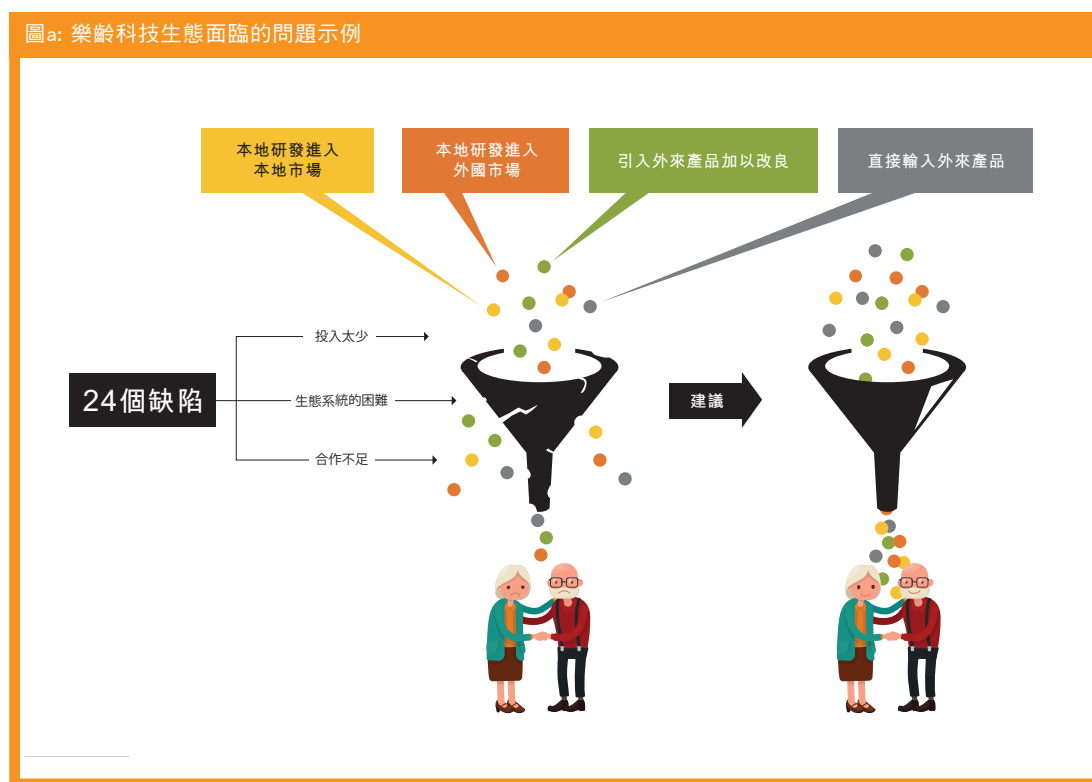 圖a: 樂齡科技生態面臨的問題示例
本地研發進入
本地市場
本地研發進入
外國市場
引入外來產品加以改良
直接輸入外來產品
投入太少
24個缺陷
生態系統的困難
合作不足
建議